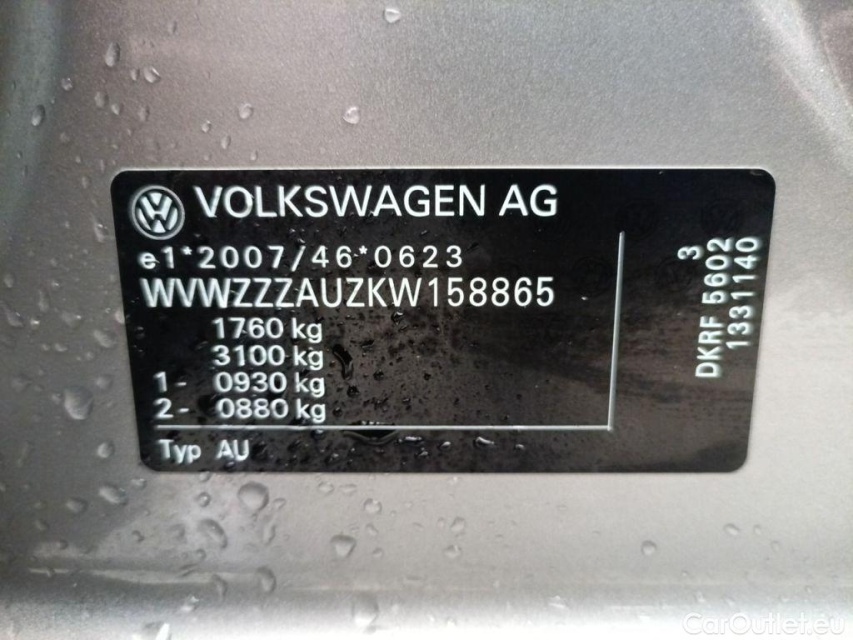 VOLKSWAGEN AG
e1*2007/46*0623
WVWZZZAUZKW158865
1760 kg
3100 kg
1- 0930 kg
2- 0880 kg
Typ AU
3
DKRF 5602
1331140
CarOutlet.eu